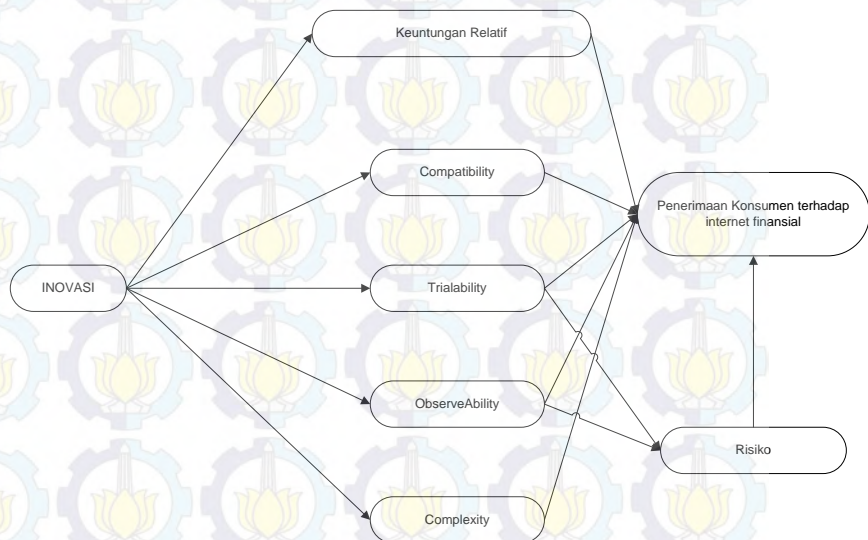 Keuntungan Relatif
Compatibility
Penerimaan Konsumen terhadap
internet finansial
INOVASI
Trialability
ObserveAbility
Risiko
Complexity